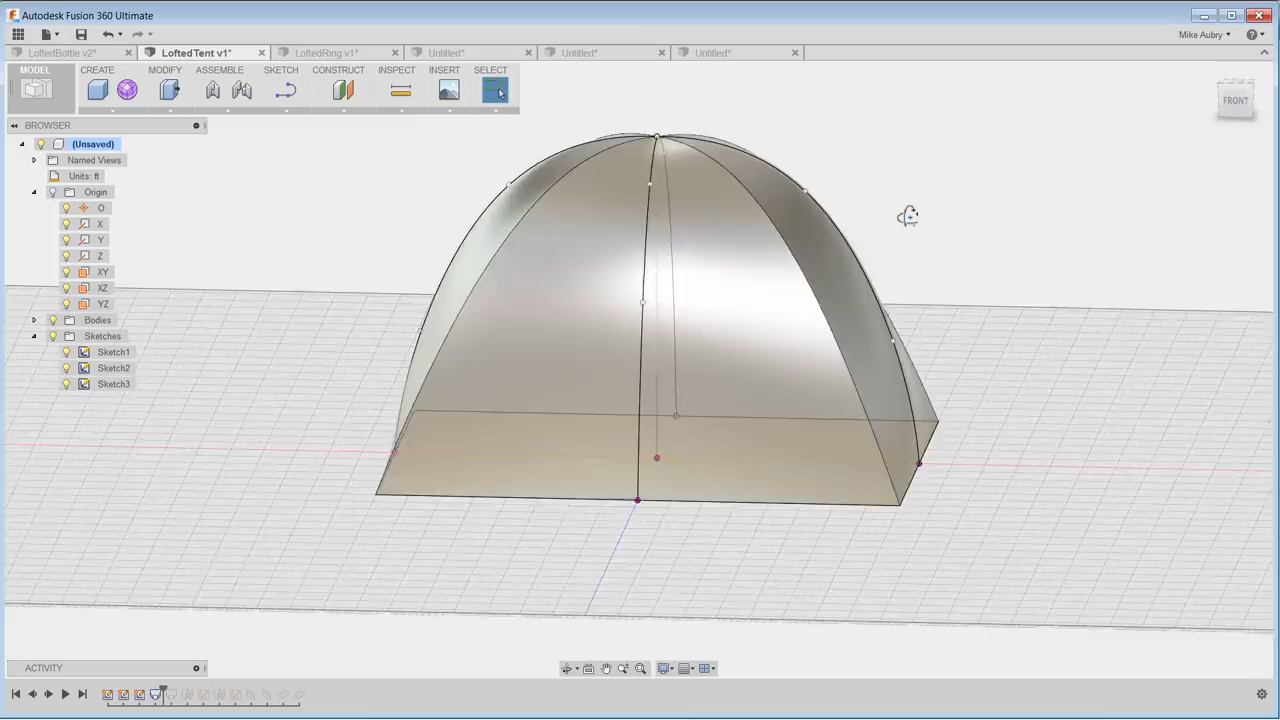 Autodesk Fusion 360 Ultimate
Mike Aubry
LoftedBottle v2*
LoftedTent v1*
LoftedRing v1*
Untitled*
Untitled*
Untitled*
MODEL
CREATE
MODIFY
ASSEMBLE
SKETCH
CONSTRUCT
INSPECT
INSERT
SELECT
FRONT
BROWSER
(Unsaved)
Named Views
Units: ft
Origin
O
X
Y
Z
XY
XZ
YZ
Bodies
Sketches
Sketch1
Sketch2
Sketch3
ACTIVITY